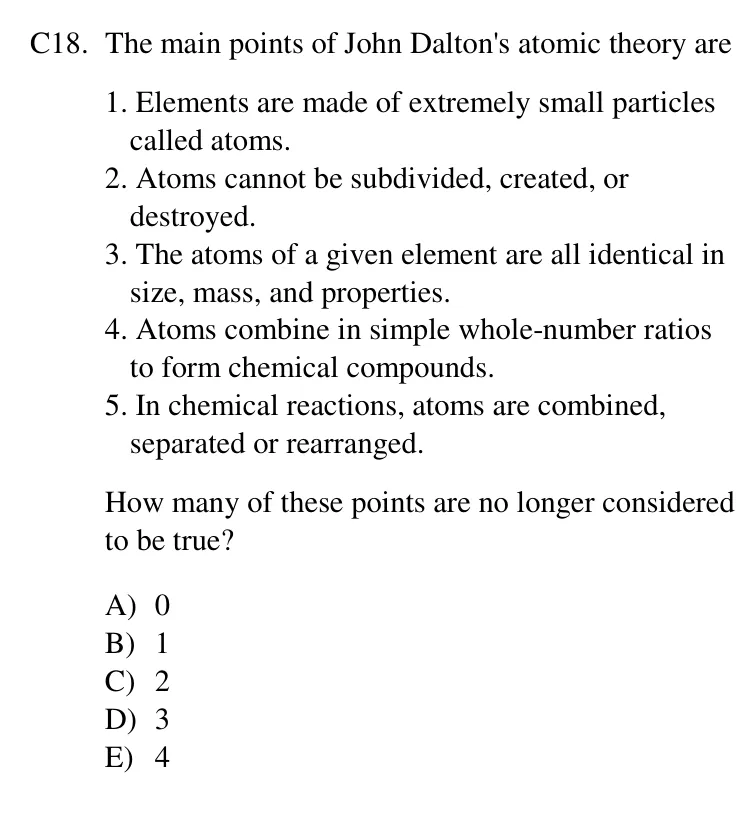 C18. The main points of John Dalton's atomic theory are
1. Elements are made of extremely small particles
called atoms.
2. Atoms cannot be subdivided, created, or
destroyed.
3. The atoms of a given element are all identical in
size, mass, and properties.
4. Atoms combine in simple whole-number ratios
to form chemical compounds.
5. In chemical reactions, atoms are combined,
separated or rearranged.
How many of these points are no longer considered
to be true?
A) 0
B) 1
C) 2
D) 3
E) 4